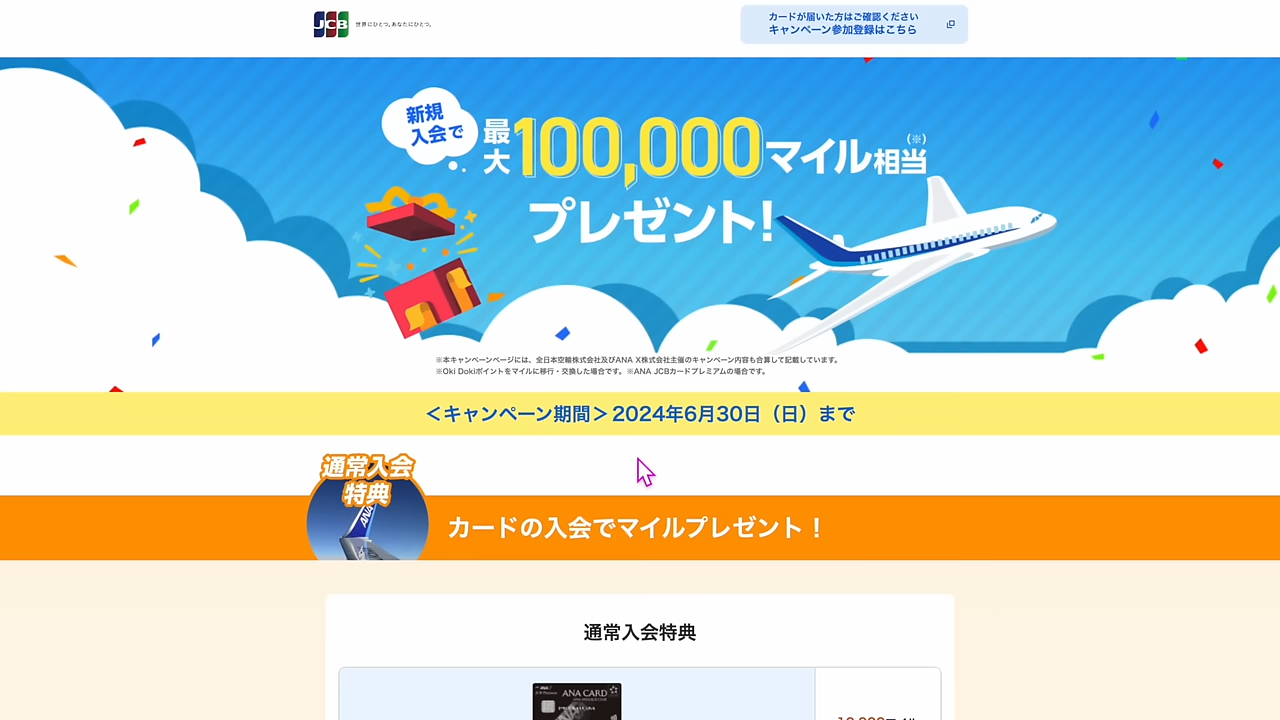 JCB 世界にひとつ。あなたにひとつ。
カードが届いた方はご確認ください
キャンペーン参加登録はこちら
新規
入会で
最大100,000マイル相当(※)
プレゼント!
※本キャンペーンページには、全日本空輸株式会社及びANA X株式会社主催のキャンペーン内容も合算して記載しています。
※Oki Dokiポイントをマイルに移行・交換した場合です。※ANA JCBカードプレミアムの場合です。
＜キャンペーン期間＞2024年6月30日（日）まで
通常入会
特典
ANA
カードの入会でマイルプレゼント！
通常入会特典
ANA CARD